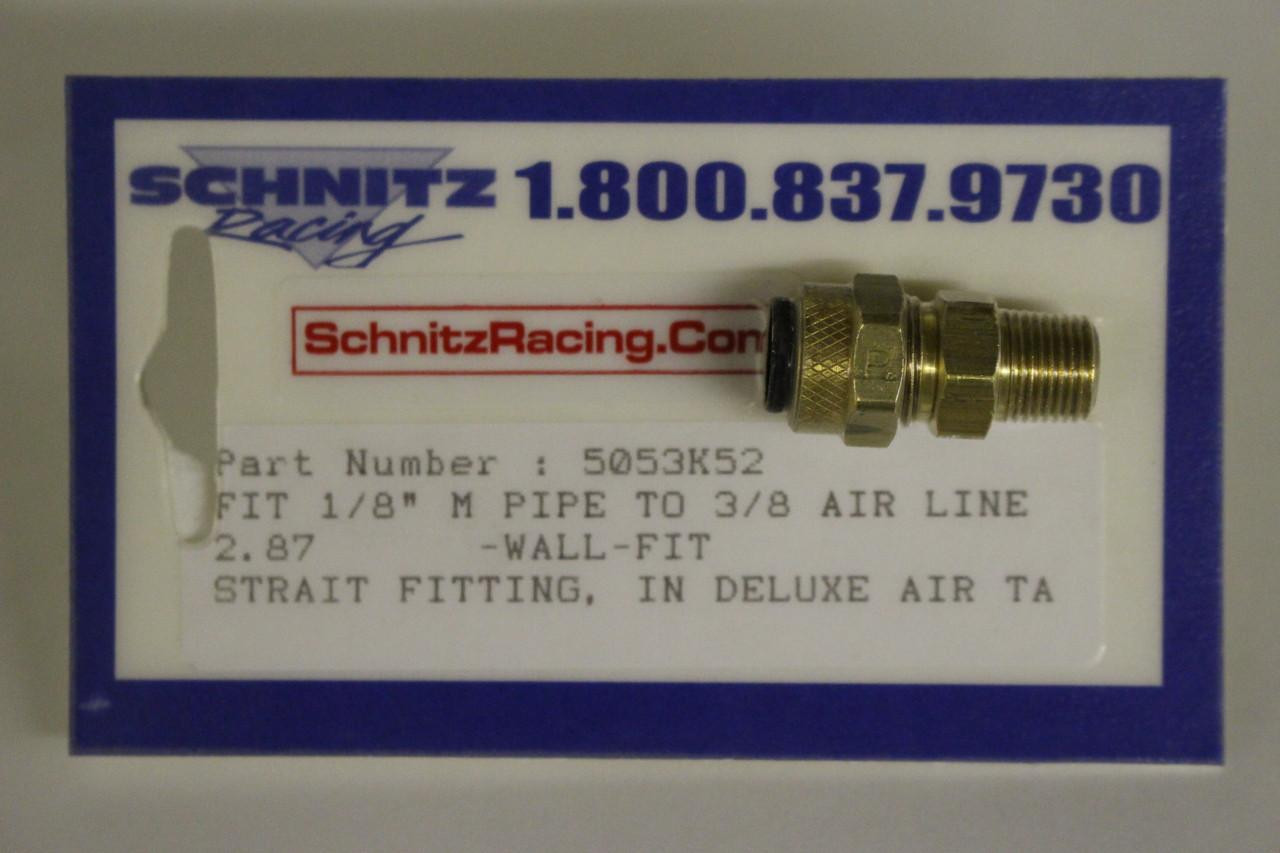 SCHNITZ 1.800.837.9730
Racing
SchnitzRacing.Com
Part Number : 5053K52
FIT 1/8" M PIPE TO 3/8 AIR LINE
2.87 -WALL-FIT
STRAIT FITTING, IN DELUXE AIR TA